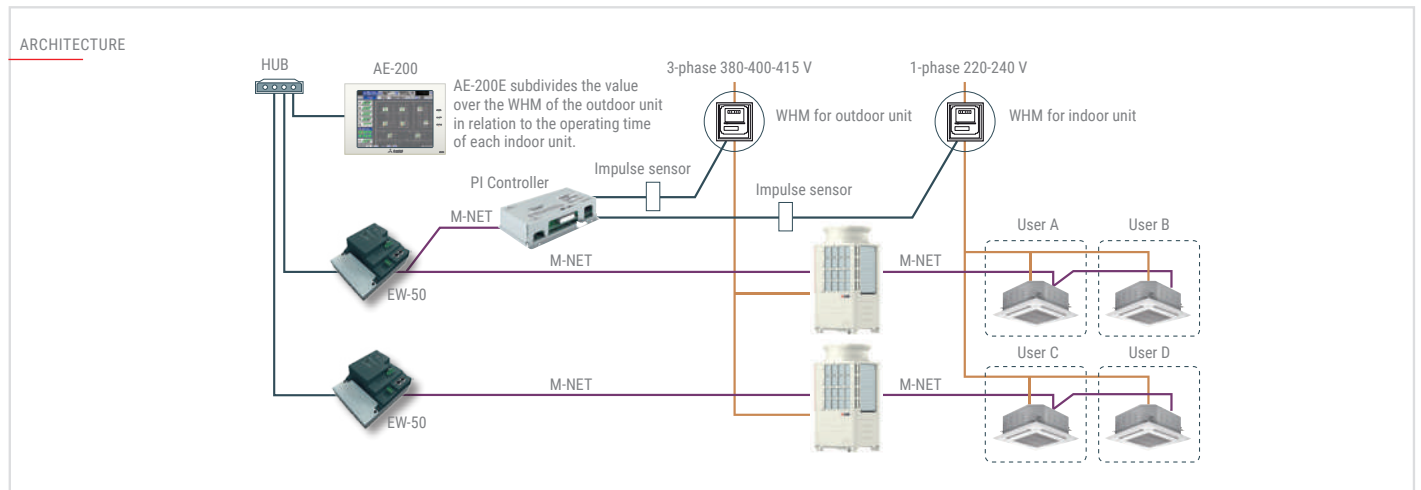 ARCHITECTURE
HUB
AE-200
AE-200E subdivides the value
over the WHM of the outdoor unit
in relation to the operating time
of each indoor unit.
3-phase 380-400-415 V
1-phase 220-240 V
WHM for outdoor unit
WHM for indoor unit
Impulse sensor
PI Controller
Impulse sensor
M-NET
User A
User B
M-NET
M-NET
EW-50
User C
User D
M-NET
M-NET
EW-50